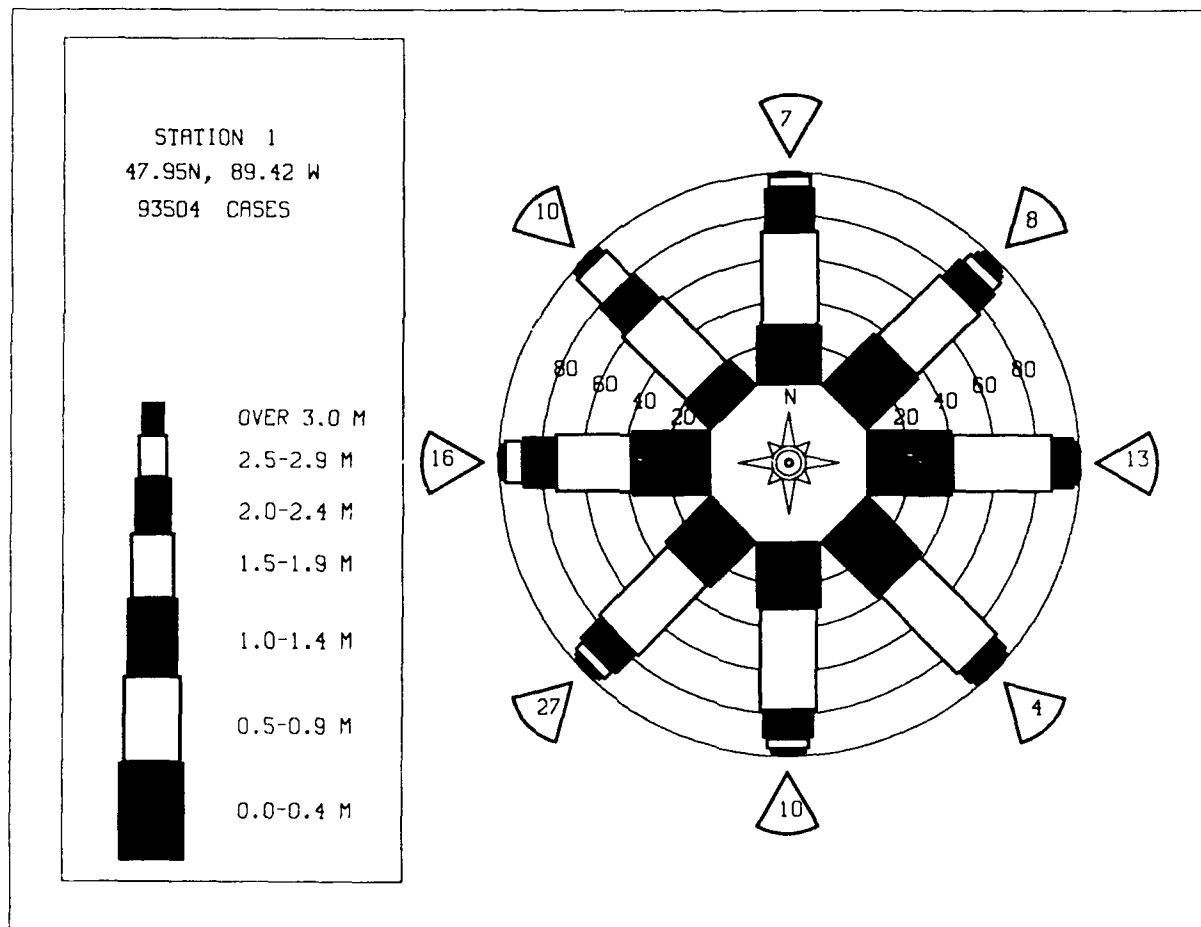 STATION 1
47.95N, 89.42 W
93504 CASES
OVER 3.0 M
2.5-2.9 M
2.0-2.4 M
1.5-1.9 M
1.0-1.4 M
0.5-0.9 M
0.0-0.4 M
7
10
8
80
60
40
20
N
20
40
60
80
16
13
27
4
10